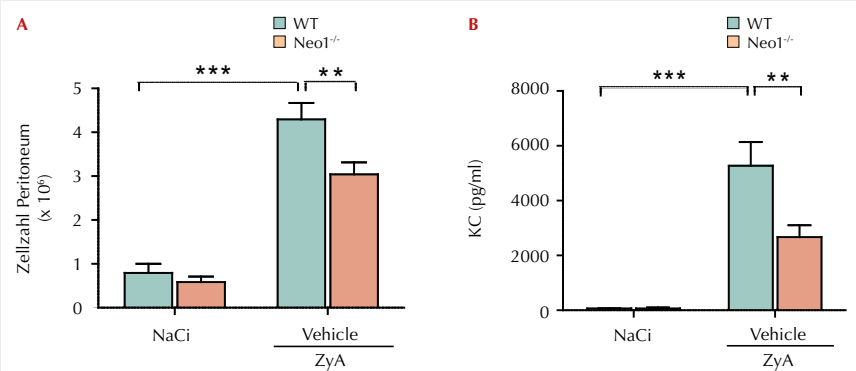 A
WT
Neo1-/-
***
**
5
4
3
2
1
0
Zellzahl Peritoneum
(x 10⁶)
NaCi
Vehicle
ZyA
B
WT
Neo1-/-
***
**
8000
6000
4000
2000
0
KC (pg/ml)
NaCi
Vehicle
ZyA